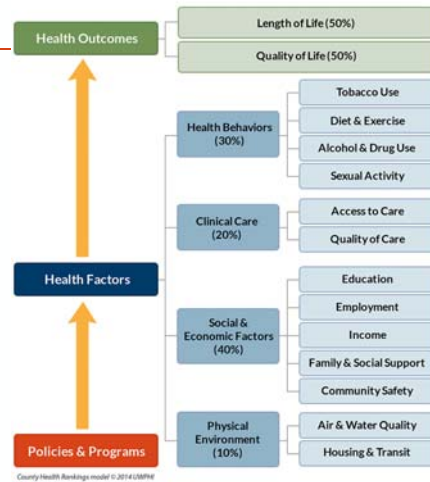 Health Outcomes
Length of Life (50%)
Quality of Life (50%)
Health Factors
Health Behaviors
(30%)
Tobacco Use
Diet & Exercise
Alcohol & Drug Use
Sexual Activity
Clinical Care
(20%)
Access to Care
Quality of Care
Social &
Economic Factors
(40%)
Education
Employment
Income
Family & Social Support
Community Safety
Physical
Environment
(10%)
Air & Water Quality
Housing & Transit
Policies & Programs
County Health Rankings model © 2014 UWPHI